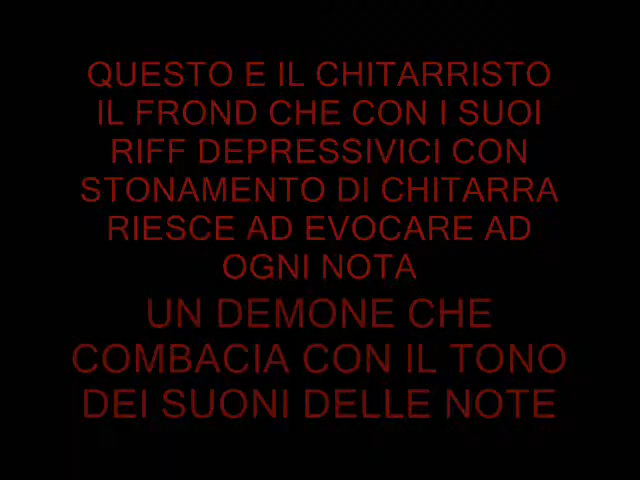 QUESTO E IL CHITARRISTO
IL FROND CHE CON I SUOI
RIFF DEPRESSIVICI CON
STONAMENTO DI CHITARRA
RIESCE AD EVOCARE AD
OGNI NOTA
UN DEMONE CHE
COMBACIA CON IL TONO
DEI SUONI DELLE NOTE